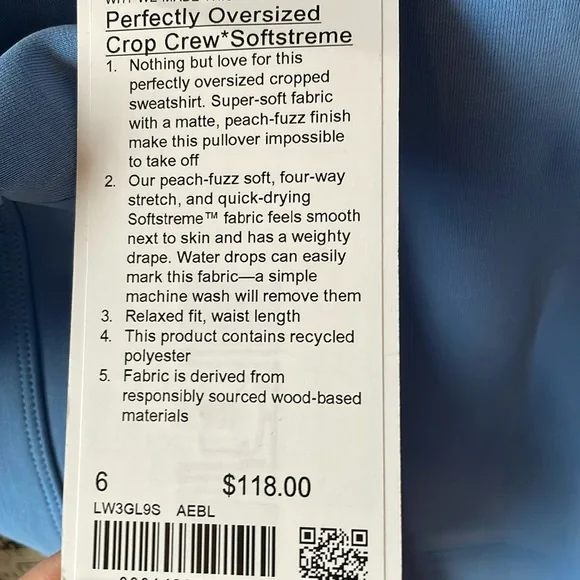 Perfectly Oversized
Crop Crew*Softstreme
1. Nothing but love for this
perfectly oversized cropped
sweatshirt. Super-soft fabric
with a matte, peach-fuzz finish
make this pullover impossible
to take off
2. Our peach-fuzz soft, four-way
stretch, and quick-drying
Softstreme™ fabric feels smooth
next to skin and has a weighty
drape. Water drops can easily
mark this fabric—a simple
machine wash will remove them
3. Relaxed fit, waist length
4. This product contains recycled
polyester
5. Fabric is derived from
responsibly sourced wood-based
materials
6 $118.00
LW3GL9S AEBL